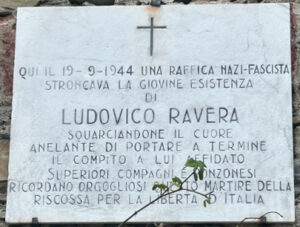 QUI IL 19-9-1944 UNA RAFFICA NAZI-FASCISTA
STRONCAVA LA GIOVINE ESISTENZA
DI
LUDOVICO RAVERA
SQUARCIANDONE IL CUORE
ANELANTE DI PORTARE A TERMINE
IL COMPITO A LUI AFFIDATO
SUPERIORI COMPAGNI E MONZONESI
RICORDANO ORGOGLIOSI QUESTO MARTIRE DELLA
RISCOSSA PER LA LIBERTÀ D'ITALIA